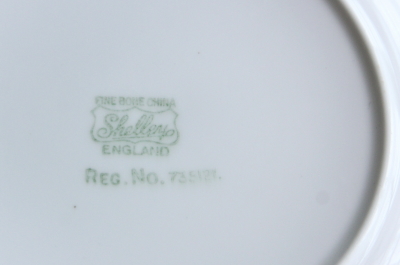 FINE BONE CHINA
Shelley
ENGLAND
REG. NO.